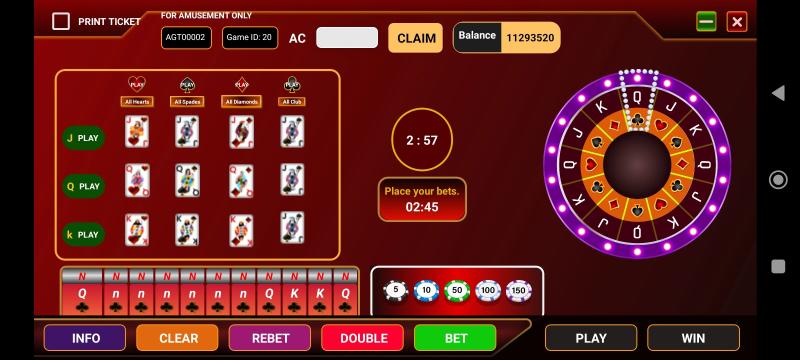 PRINT TICKET
FOR AMUSEMENT ONLY
AGT00002
Game ID: 20
AC
CLAIM
Balance
11293520
PLAY PLAY PLAY PLAY
All Hearts All Spades All Diamonds All Club
J PLAY
Q PLAY
k PLAY
2 : 57
Place your bets.
02:45
Q J K Q J K Q J K Q J K
N N N N N N N N N N N
Q n n n n n n Q K K Q
5 10 50 100 150
INFO CLEAR REBET DOUBLE BET PLAY WIN